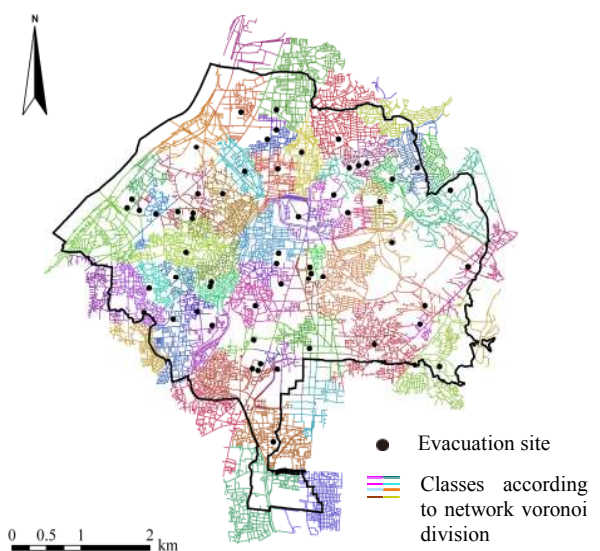 N
Evacuation site
Classes according
to network voronoi
division
0 0.5 1 2
km